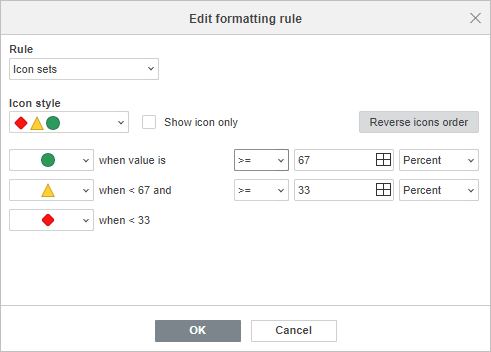 Edit formatting rule
Rule
Icon sets
Icon style
Show icon only
Reverse icons order
when value is >= 67 Percent
when < 67 and >= 33 Percent
when < 33
OK Cancel